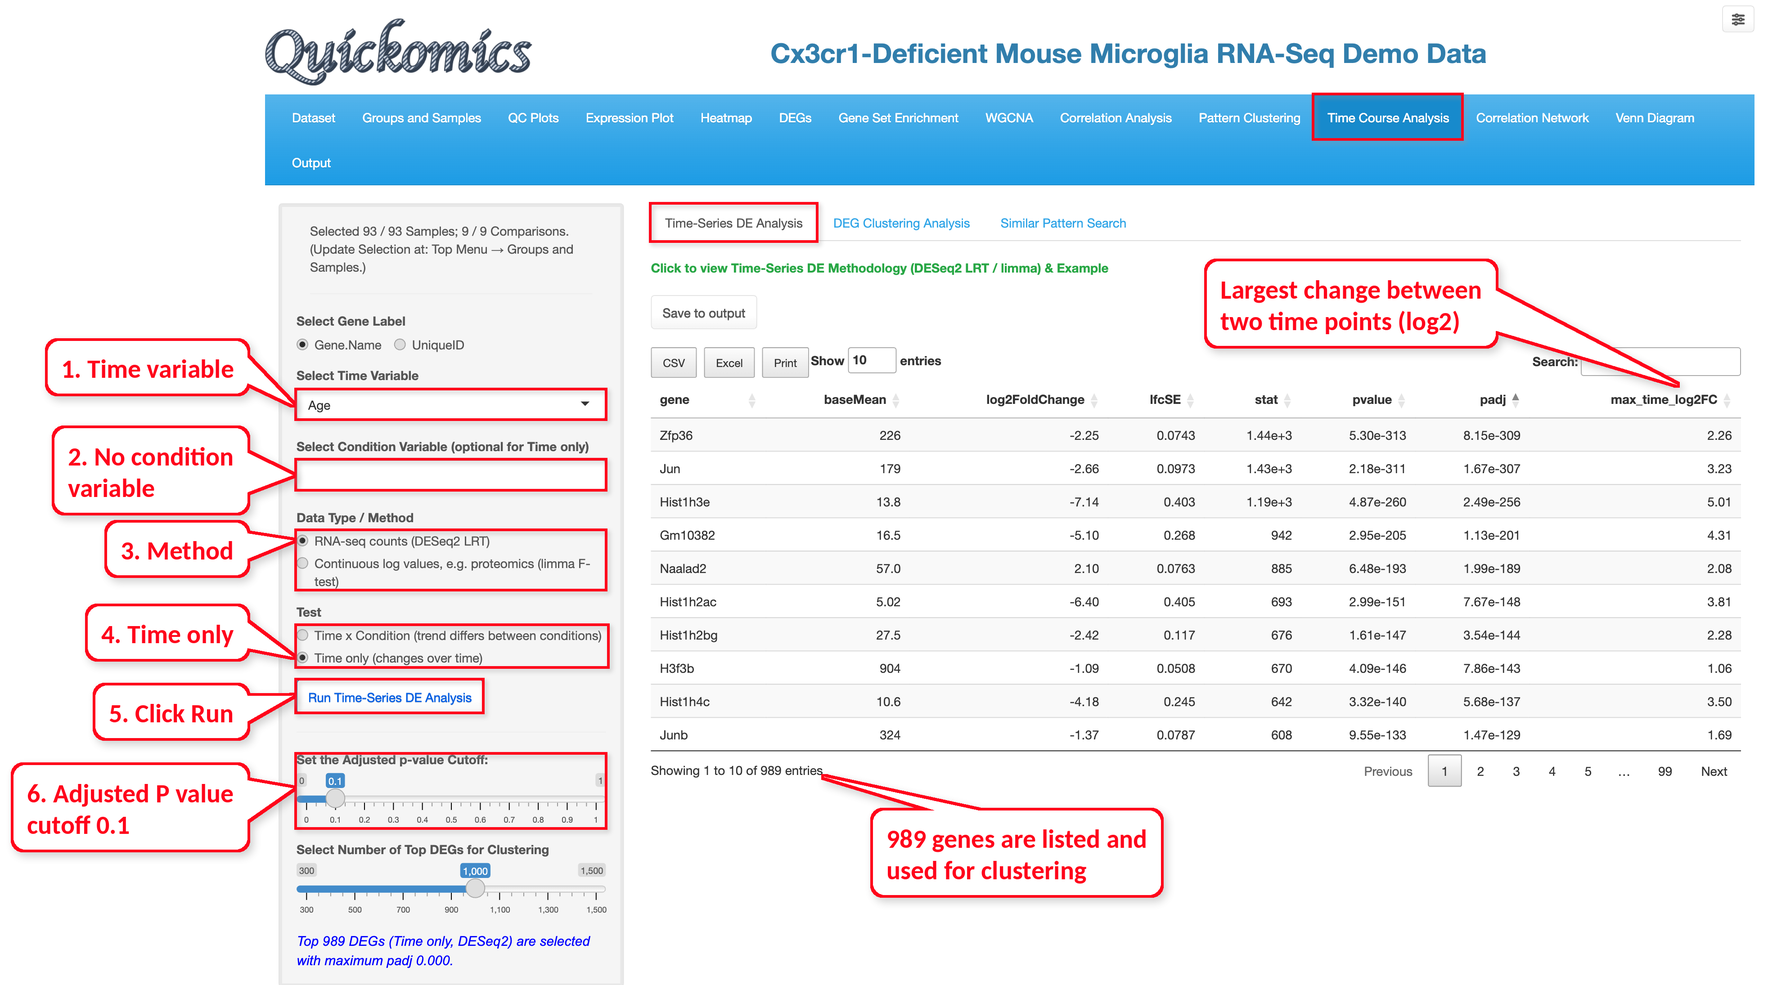 Quickomics
Cx3cr1-Deficient Mouse Microglia RNA-Seq Demo Data
Dataset Groups and Samples QC Plots Expression Plot Heatmap DEGs Gene Set Enrichment WGCNA Correlation Analysis Pattern Clustering Time Course Analysis Correlation Network Venn Diagram
Output
Selected 93 / 93 Samples; 9 / 9 Comparisons.
(Update Selection at: Top Menu → Groups and
Samples.)
Select Gene Label
Gene.Name UniqueID
1. Time variable
Select Time Variable
Age
2. No condition
variable
Select Condition Variable (optional for Time only)
3. Method
Data Type / Method
RNA-seq counts (DESeq2 LRT)
Continuous log values, e.g. proteomics (limma F-
test)
4. Time only
Test
Time x Condition (trend differs between conditions)
Time only (changes over time)
5. Click Run
Run Time-Series DE Analysis
6. Adjusted P value
cutoff 0.1
Set the Adjusted p-value Cutoff:
0 0.1 1
0 0.1 0.2 0.3 0.4 0.5 0.6 0.7 0.8 0.9 1
Select Number of Top DEGs for Clustering
300 1,000 1,500
300 500 700 900 1,100 1,300 1,500
Top 989 DEGs (Time only, DESeq2) are selected
with maximum padj 0.000.
Time-Series DE Analysis DEG Clustering Analysis Similar Pattern Search
Click to view Time-Series DE Methodology (DESeq2 LRT / limma) & Example
Save to output
Largest change between
two time points (log2)
CSV Excel Print Show 10 entries Search:
gene baseMean log2FoldChange lfcSE stat pvalue padj max_time_log2FC
Zfp36 226 -2.25 0.0743 1.44e+3 5.30e-313 8.15e-309 2.26
Jun 179 -2.66 0.0973 1.43e+3 2.18e-311 1.67e-307 3.23
Hist1h3e 13.8 -7.14 0.403 1.19e+3 4.87e-260 2.49e-256 5.01
Gm10382 16.5 -5.10 0.268 942 2.95e-205 1.13e-201 4.31
Naalad2 57.0 2.10 0.0763 885 6.48e-193 1.99e-189 2.08
Hist1h2ac 5.02 -6.40 0.405 693 2.99e-151 7.67e-148 3.81
Hist1h2bg 27.5 -2.42 0.117 676 1.61e-147 3.54e-144 2.28
H3f3b 904 -1.09 0.0508 670 4.09e-146 7.86e-143 1.06
Hist1h4c 10.6 -4.18 0.245 642 3.32e-140 5.68e-137 3.50
Junb 324 -1.37 0.0787 608 9.55e-133 1.47e-129 1.69
Showing 1 to 10 of 989 entries Previous 1 2 3 4 5 … 99 Next
989 genes are listed and
used for clustering